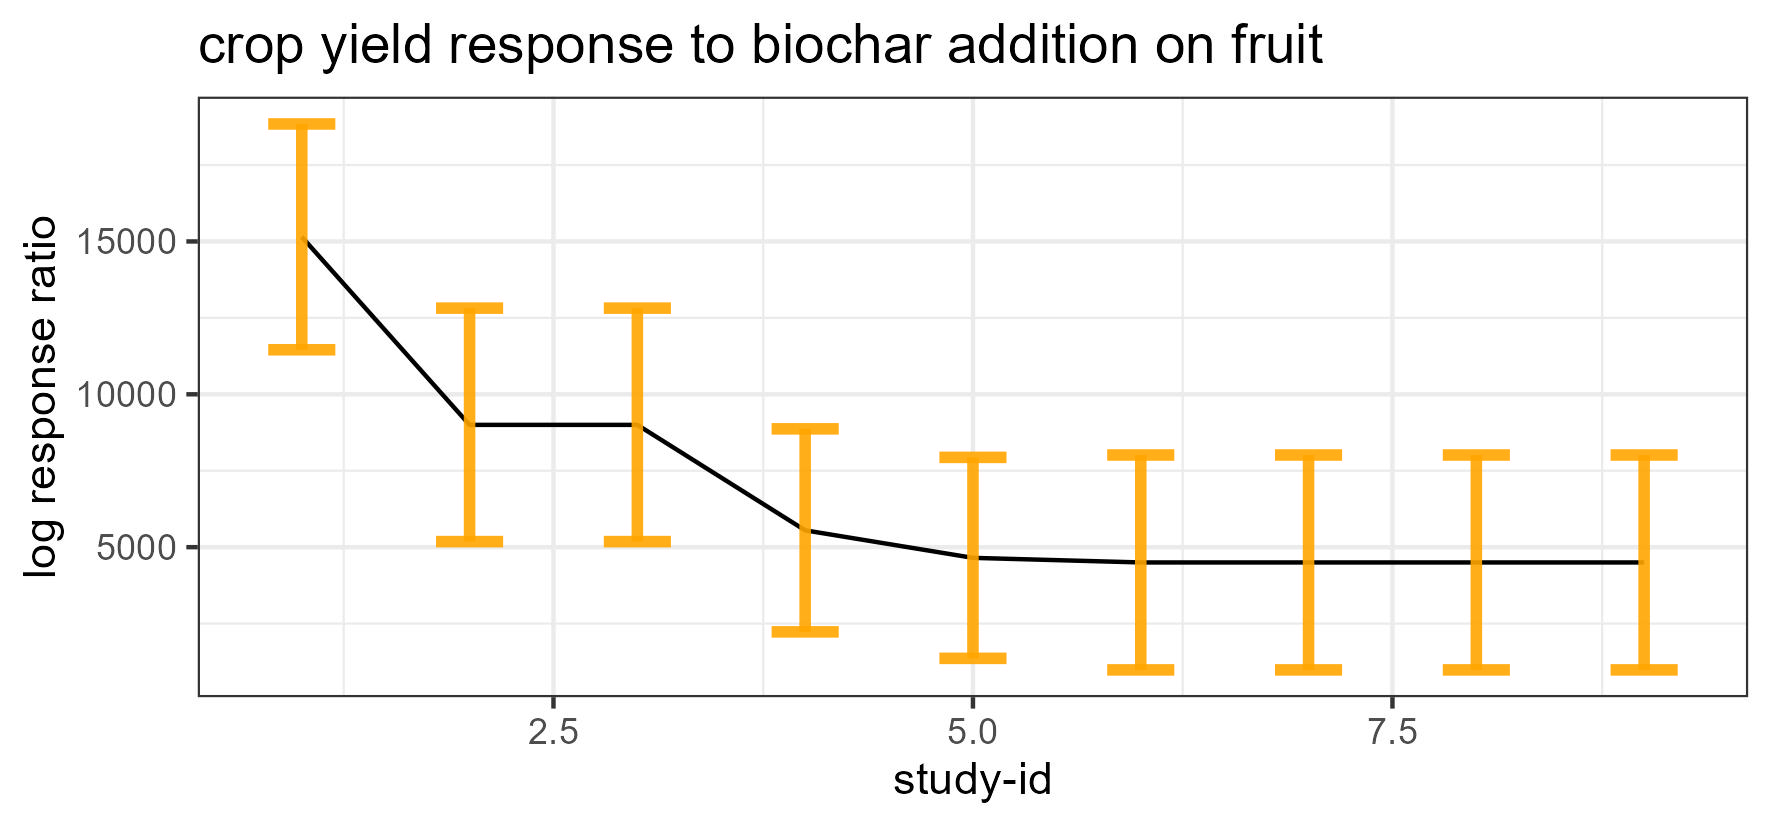 crop yield response to biochar addition on fruit
log response ratio
15000
10000
5000
2.5 5.0 7.5
study-id